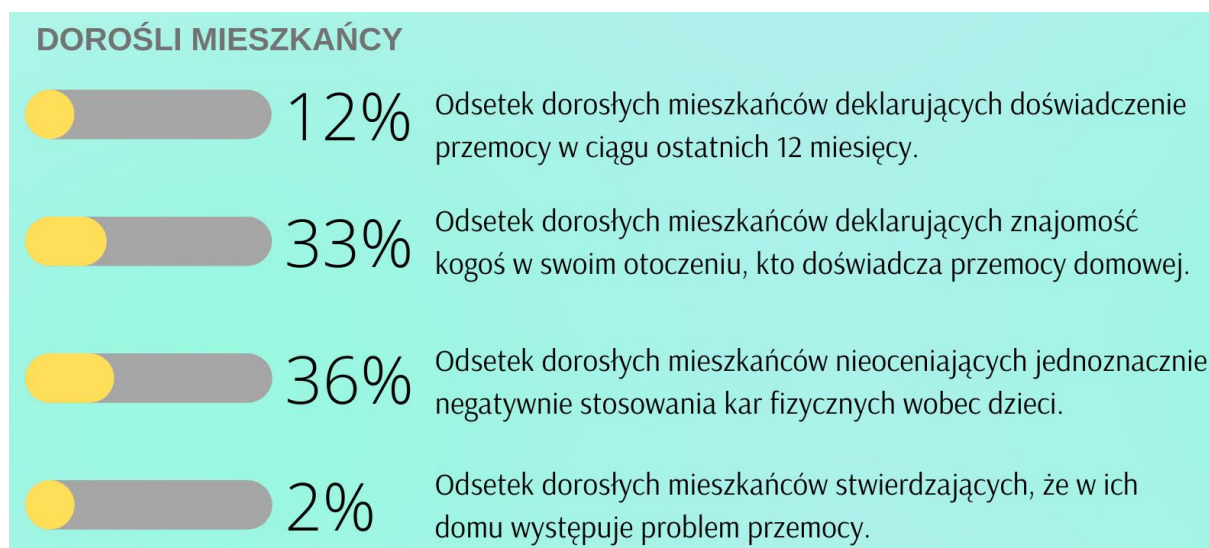 DOROŚLI MIESZKAŃCY
12%
Odsetek dorosłych mieszkańców deklarujących doświadczenie
przemocy w ciągu ostatnich 12 miesięcy.
33%
Odsetek dorosłych mieszkańców deklarujących znajomość
kogoś w swoim otoczeniu, kto doświadcza przemocy domowej.
36%
Odsetek dorosłych mieszkańców nieoceniających jednoznacznie
negatywnie stosowania kar fizycznych wobec dzieci.
2%
Odsetek dorosłych mieszkańców stwierdzających, że w ich
domu występuje problem przemocy.